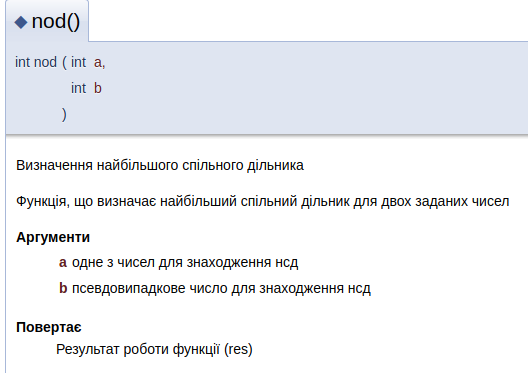 ◆ nod()
int nod ( int a,
int b
)
Визначення найбільшого спільного дільника
Функція, що визначає найбільший спільний дільник для двох заданих чисел
Аргументи
a одне з чисел для знаходження нсд
b псевдовипадкове число для знаходження нсд
Повертає
Результат роботи функції (res)